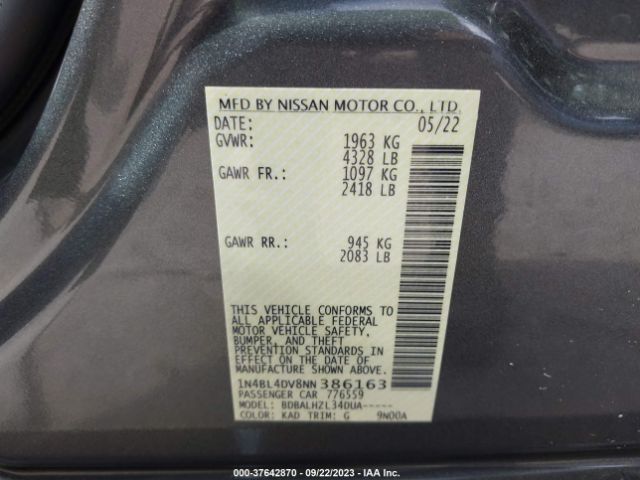 MFD BY NISSAN MOTOR CO., LTD.
DATE: 05/22
GVWR: 1963 KG
4328 LB
GAWR FR.: 1097 KG
2418 LB
GAWR RR.: 945 KG
2083 LB
THIS VEHICLE CONFORMS TO
ALL APPLICABLE FEDERAL
MOTOR VEHICLE SAFETY,
BUMPER, AND THEFT
PREVENTION STANDARDS IN
EFFECT ON THE DATE OF
MANUFACTURE SHOWN ABOVE.
1N4BL4DV8NN386163
PASSENGER CAR 776559
MODEL: BDBALHZL34DUA-----
COLOR: KAD TRIM: G 9N00A
000-37642870 - 09/22/2023 - IAA Inc.